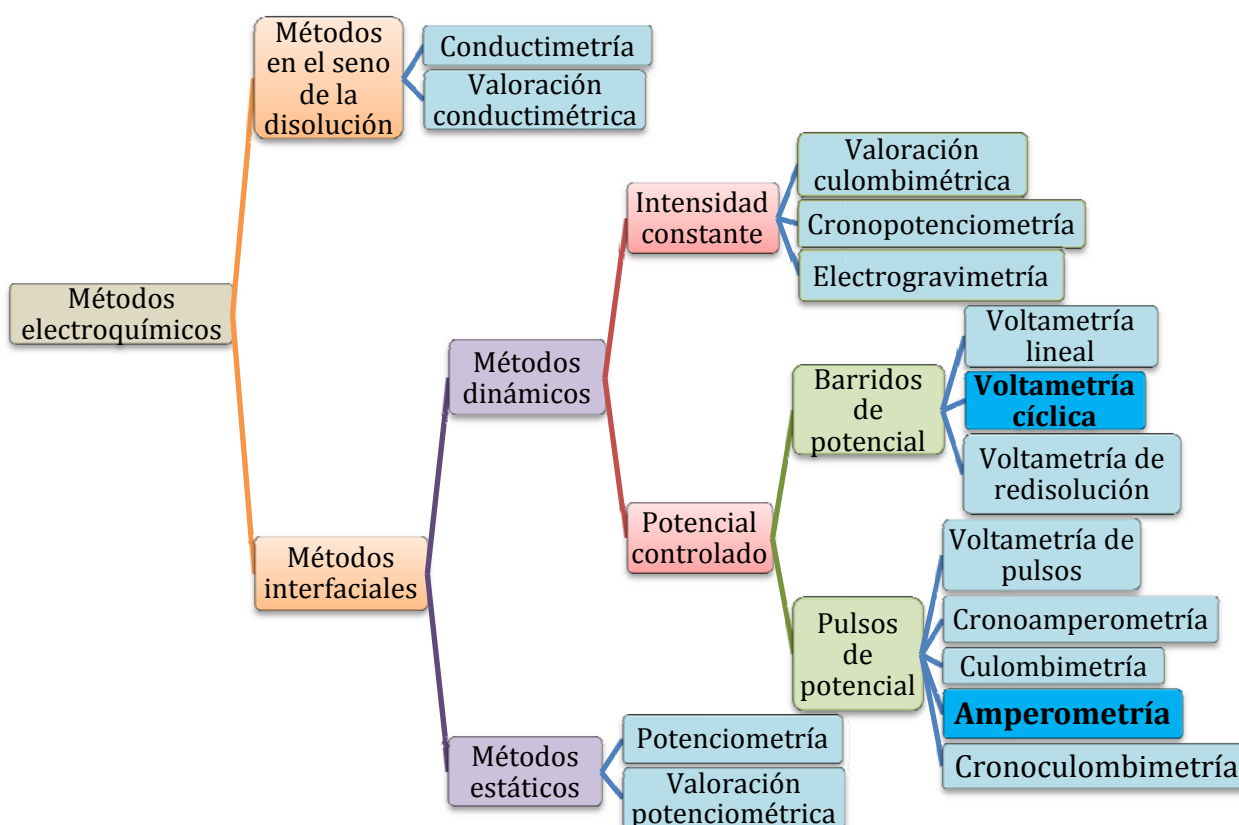 Métodos
en el seno
de la
disolución
Conductimetría
Valoración
conductimétrica
Valoración
culombimétrica
Intensidad
constante
Cronopotenciometría
Electrogravimetría
Métodos
electroquímicos
Voltametría
lineal
Métodos
dinámicos
Barridos
de
potencial
Voltametría
cíclica
Voltametría de
redisolución
Potencial
controlado
Métodos
interfaciales
Voltametría de
pulsos
Pulsos
de
potencial
Cronoamperometría
Culombimetría
Amperometría
Cronoculombimetría
Métodos
estáticos
Potenciometría
Valoración
potenciométrica